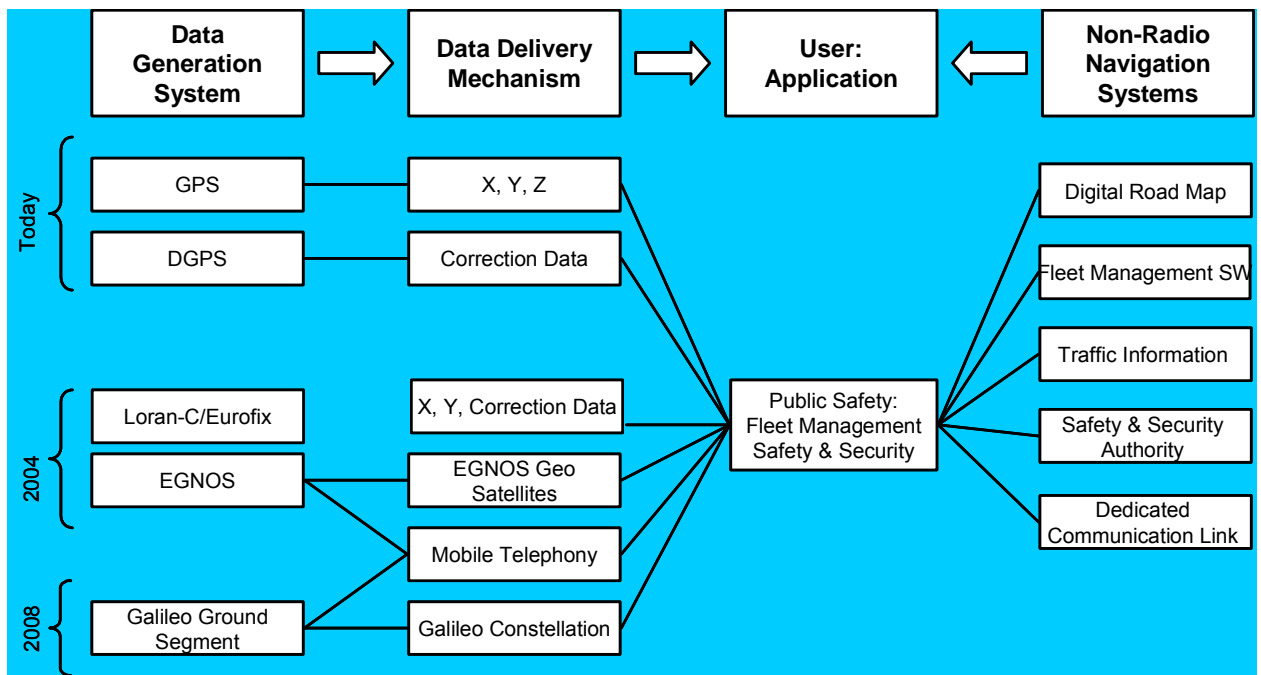 Data
Generation
System
Data Delivery
Mechanism
User:
Application
Non-Radio
Navigation
Systems
Today
GPS
X, Y, Z
Digital Road Map
DGPS
Correction Data
Fleet Management SW
Traffic Information
2004
Loran-C/Eurofix
X, Y, Correction Data
Public Safety:
Fleet Management
Safety & Security
Safety & Security
Authority
EGNOS
EGNOS Geo
Satellites
Dedicated
Communication Link
Mobile Telephony
2008
Galileo Ground
Segment
Galileo Constellation